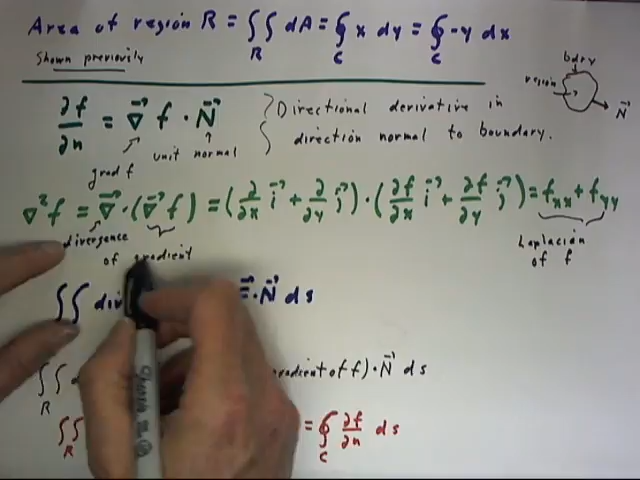 Area of region R = ∬ dA = ∮ x dy = ∮ -y dx
R C C
Shown previously
bdry
region
N⃗
∂f/∂n = ∇⃗ f · N⃗
Directional derivative in
direction normal to boundary.
grad f
unit normal
∇²f = ∇⃗ · (∇⃗ f) = (∂/∂x i⃗ + ∂/∂y j⃗) · (∂f/∂x i⃗ + ∂f/∂y j⃗) = fxx + fyy
divergence
of gradient
Laplacian
of f
∬ div · N⃗ ds
∬ of f) · N⃗ ds
R
∬ = ∮ ∂f/∂n ds
R C